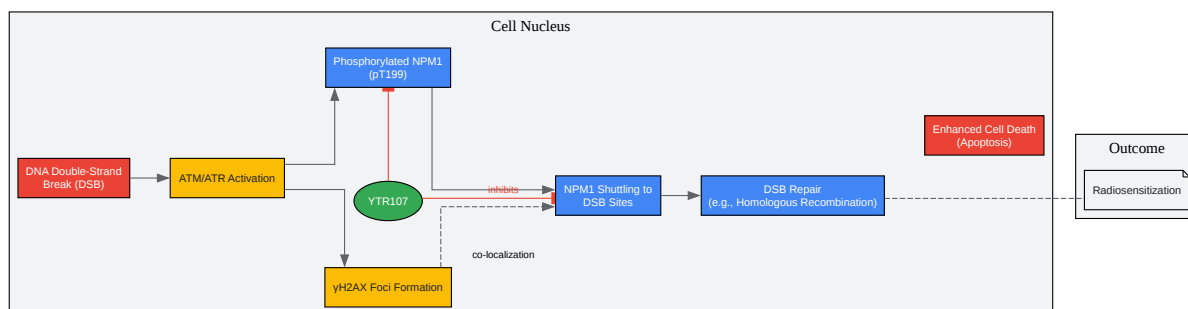 Cell Nucleus
Phosphorylated NPM1
(pT199)
Enhanced Cell Death
(Apoptosis)
Outcome
DNA Double-Strand
Break (DSB)
ATM/ATR Activation
YTR107
inhibits
NPM1 Shuttling to
DSB Sites
DSB Repair
(e.g., Homologous Recombination)
Radiosensitization
co-localization
γH2AX Foci Formation